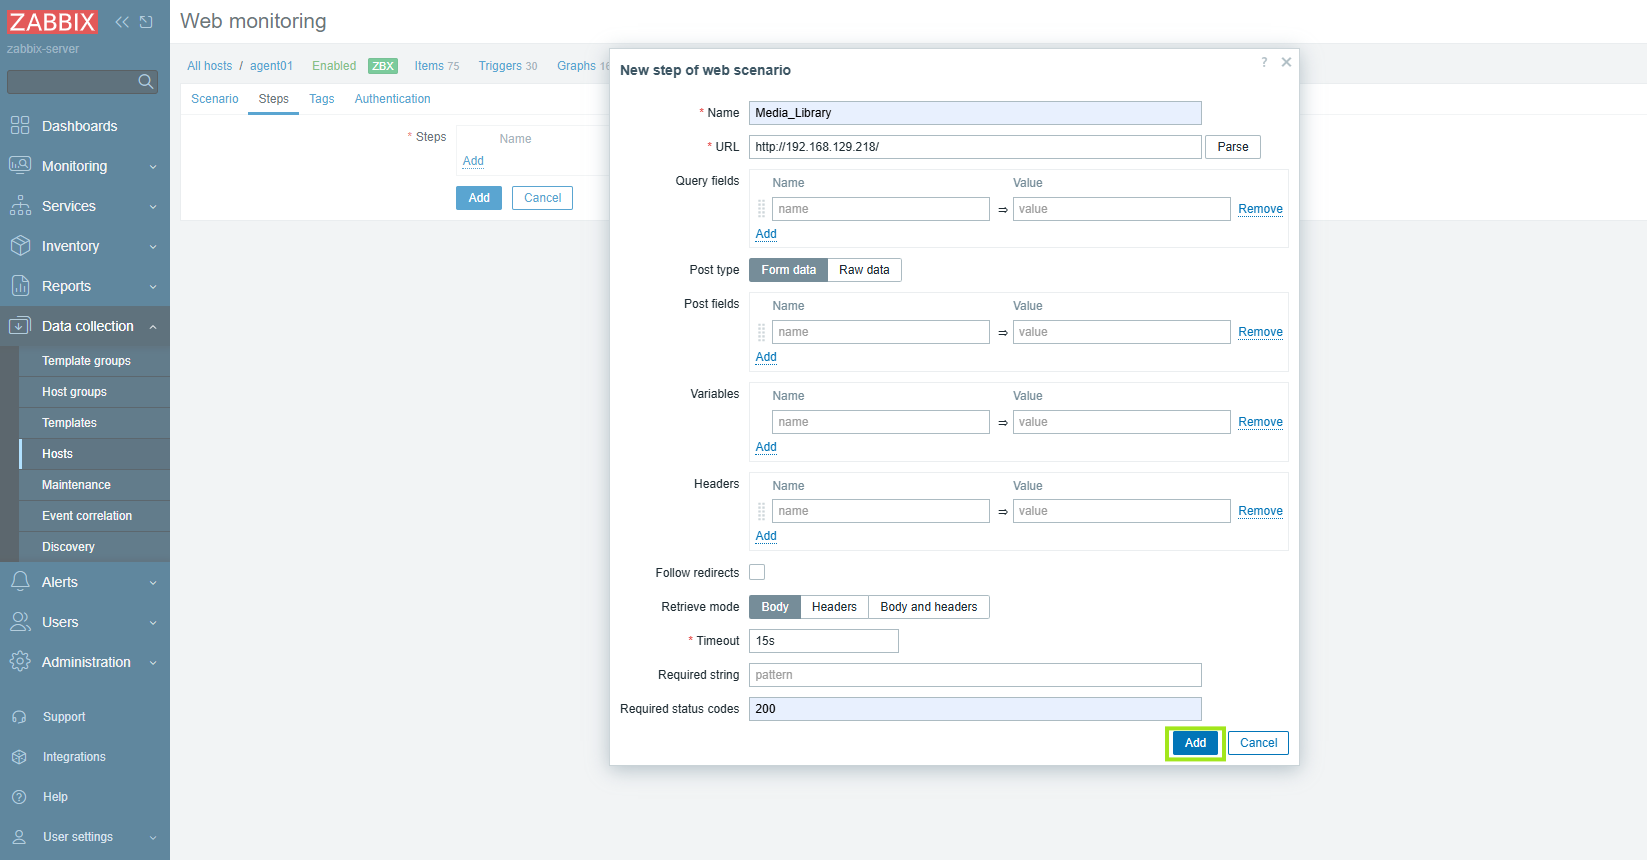 ZABBIX
zabbix-server
Dashboards
Monitoring
Services
Inventory
Reports
Data collection
Template groups
Host groups
Templates
Hosts
Maintenance
Event correlation
Discovery
Alerts
Users
Administration
Support
Integrations
Help
User settings
Web monitoring
All hosts / agent01 Enabled ZBX Items 75 Triggers 30 Graphs
Scenario Steps Tags Authentication
* Steps Name
Add
Add Cancel
New step of web scenario ?
* Name Media_Library
* URL http://192.168.129.218/ Parse
Query fields Name Value
name ⇒ value Remove
Add
Post type Form data Raw data
Post fields Name Value
name ⇒ value Remove
Add
Variables Name Value
name ⇒ value Remove
Add
Headers Name Value
name ⇒ value Remove
Add
Follow redirects
Retrieve mode Body Headers Body and headers
* Timeout 15s
Required string pattern
Required status codes 200
Add Cancel